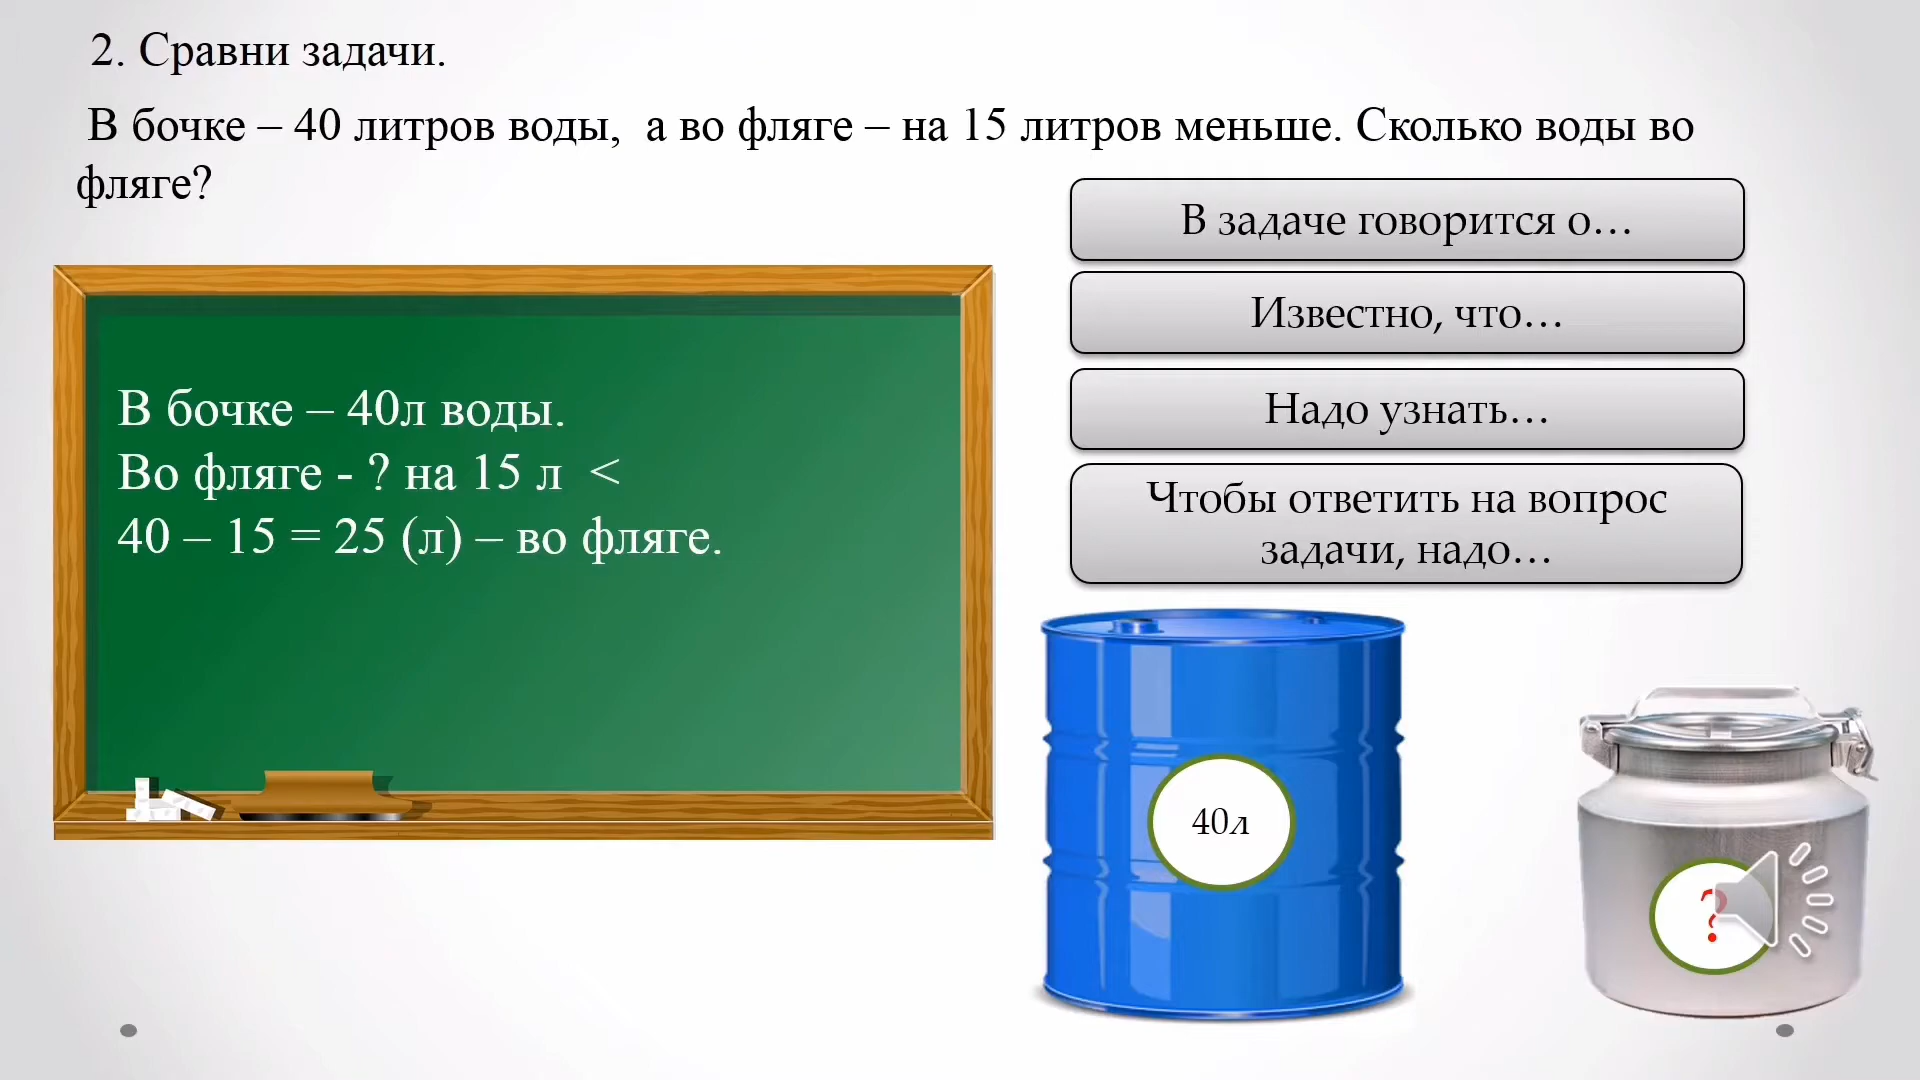 2. Сравни задачи.
В бочке – 40 литров воды, а во фляге – на 15 литров меньше. Сколько воды во
фляге?
В задаче говорится о…
Известно, что…
Надо узнать…
Чтобы ответить на вопрос
задачи, надо…
В бочке – 40л воды.
Во фляге - ? на 15 л <
40 – 15 = 25 (л) – во фляге.
40л
?